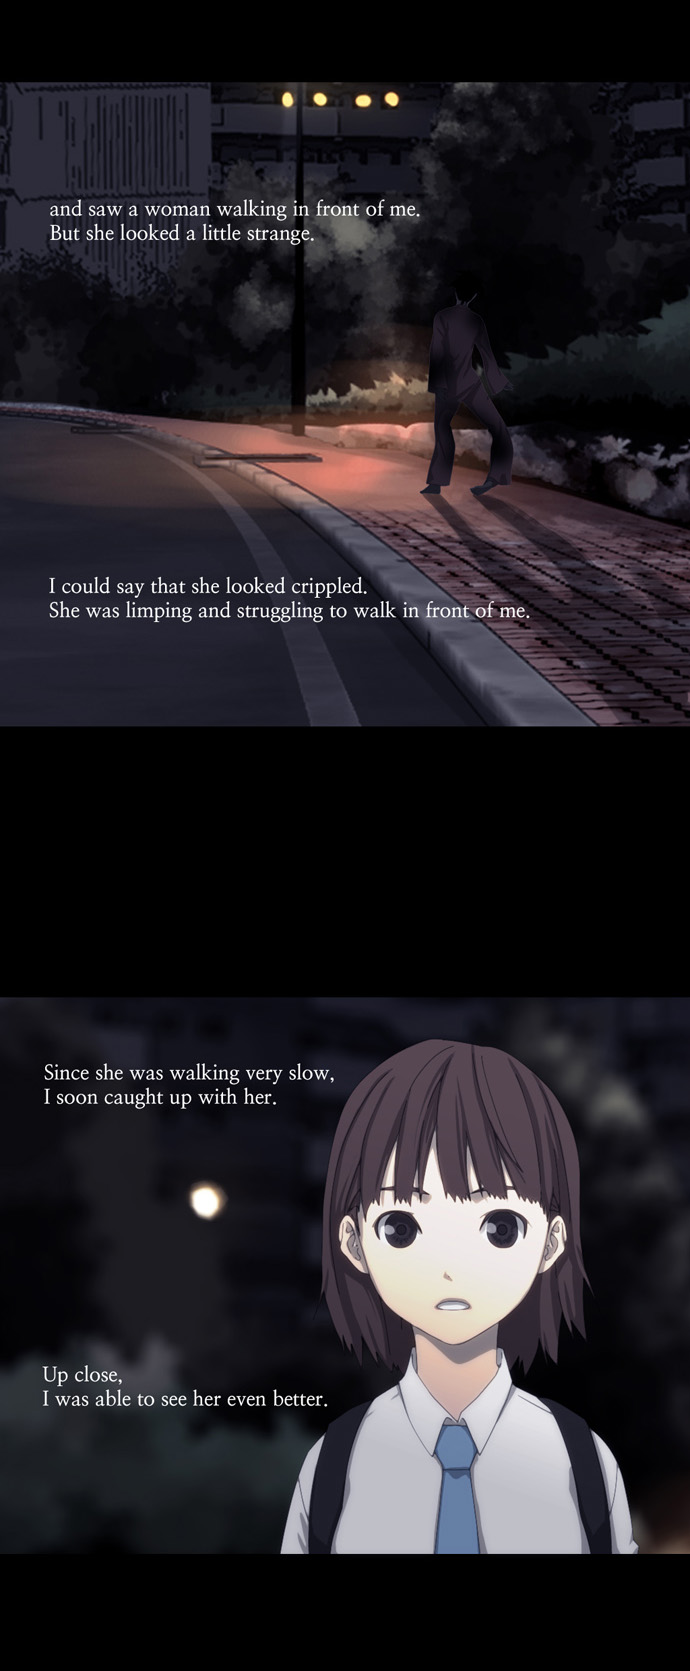 and saw a woman walking in front of me.
But she looked a little strange.
I could say that she looked crippled.
She was limping and struggling to walk in front of me.
Since she was walking very slow,
I soon caught up with her.
Up close,
I was able to see her even better.